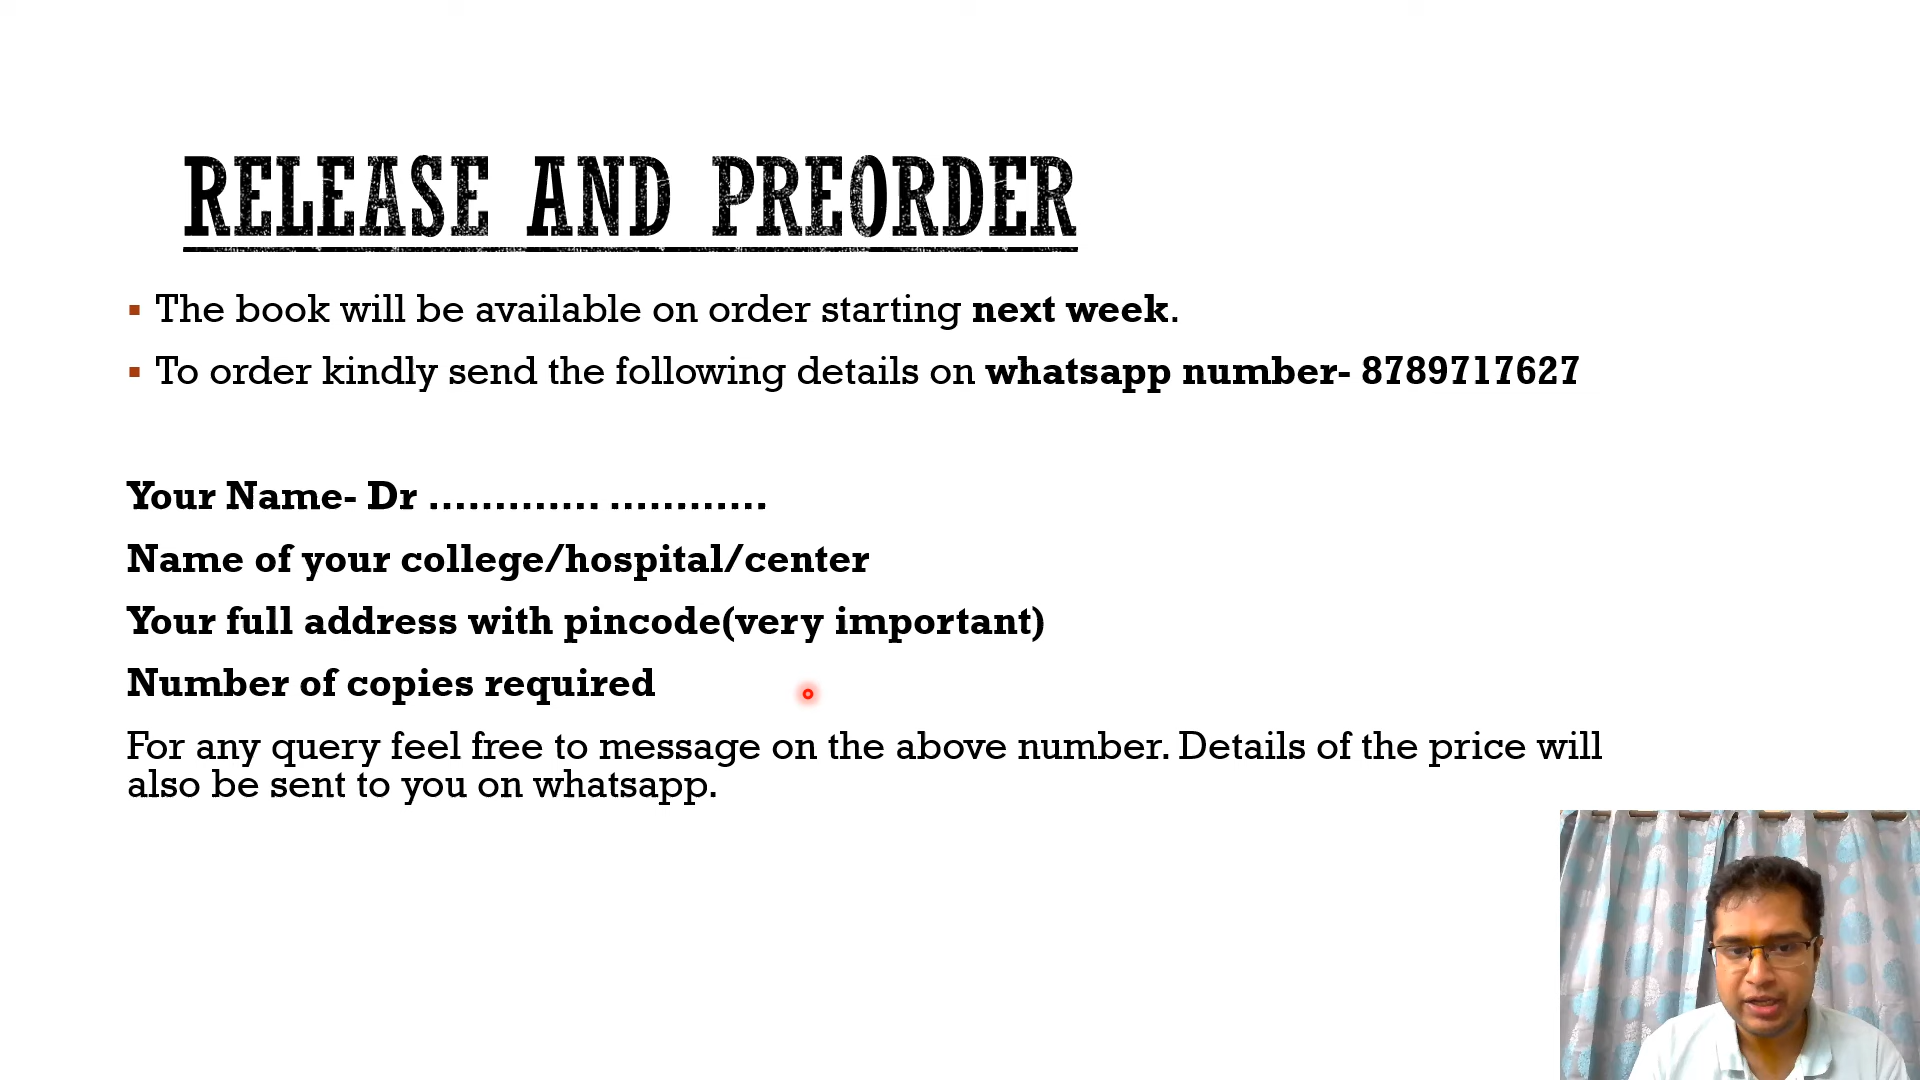 RELEASE AND PREORDER
▪ The book will be available on order starting next week.
▪ To order kindly send the following details on whatsapp number- 8789717627
Your Name- Dr ............. ............
Name of your college/hospital/center
Your full address with pincode(very important)
Number of copies required
For any query feel free to message on the above number. Details of the price will
also be sent to you on whatsapp.